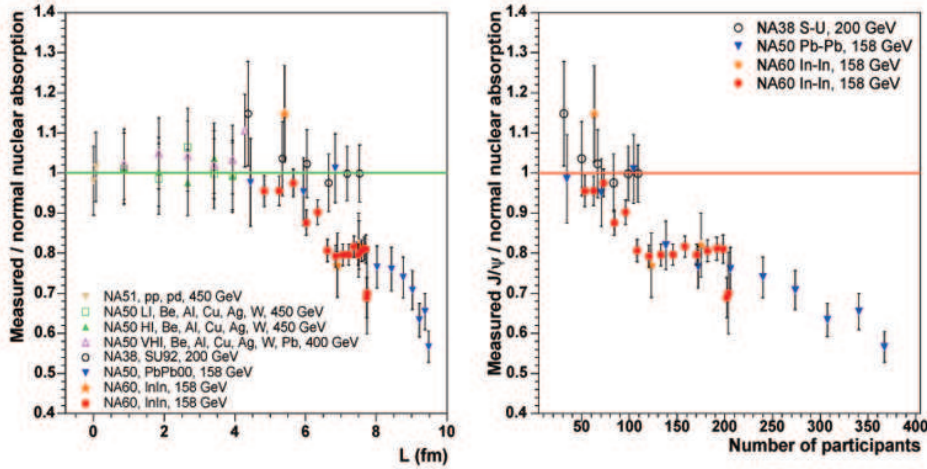 Measured / normal nuclear absorption
1.4
1.3
1.2
1.1
1
0.9
0.8
0.7
0.6
0.5
0.4
NA51, pp, pd, 450 GeV
NA50 LI, Be, Al, Cu, Ag, W, 450 GeV
NA50 HI, Be, Al, Cu, Ag, W, 450 GeV
NA50 VHI, Be, Al, Cu, Ag, W, Pb, 400 GeV
NA38, SU92, 200 GeV
NA50, PbPb00, 158 GeV
NA60, InIn, 158 GeV
NA60, InIn, 158 GeV
0 2 4 6 8 10
L (fm)
Measured J/ψ / normal nuclear absorption
1.4
1.3
1.2
1.1
1
0.9
0.8
0.7
0.6
0.5
0.4
NA38 S-U, 200 GeV
NA50 Pb-Pb, 158 GeV
NA60 In-In, 158 GeV
NA60 In-In, 158 GeV
50 100 150 200 250 300 350 400
Number of participants